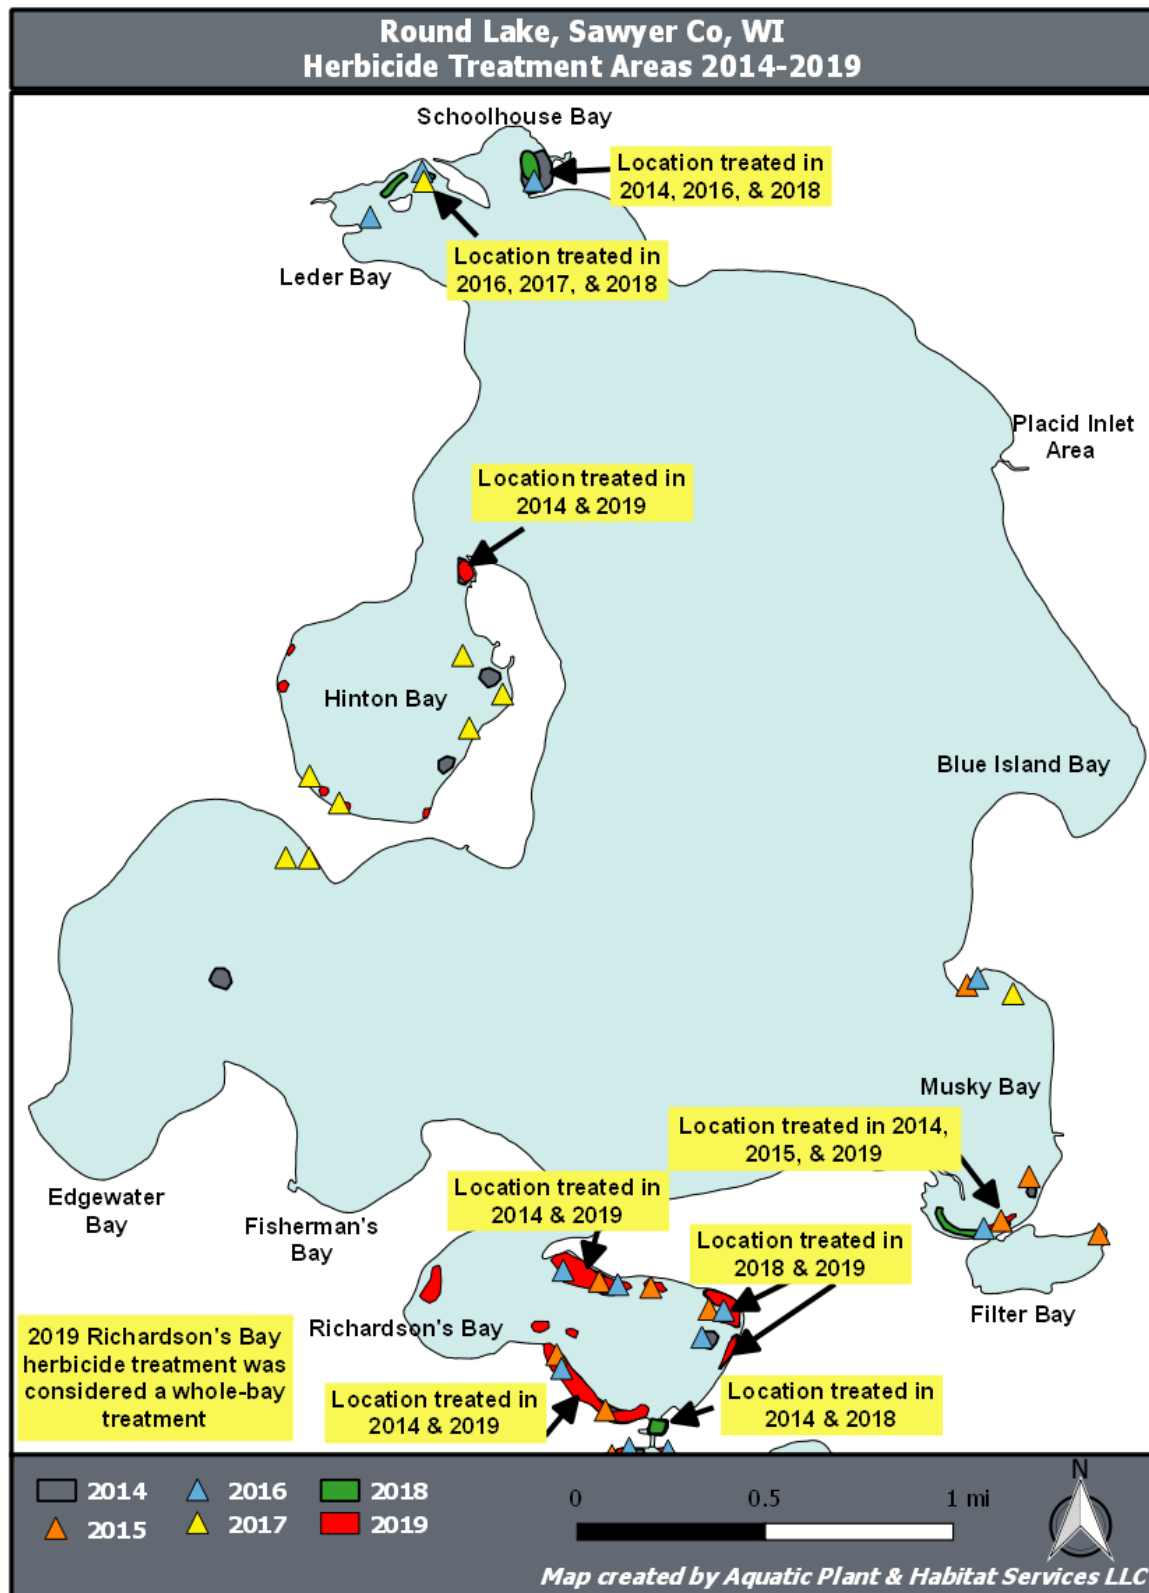 Round Lake, Sawyer Co, WI
Herbicide Treatment Areas 2014-2019
Schoolhouse Bay
Location treated in
2014, 2016, & 2018
Location treated in
2016, 2017, & 2018
Leder Bay
Placid Inlet
Area
Location treated in
2014 & 2019
Hinton Bay
Blue Island Bay
Musky Bay
Location treated in 2014,
2015, & 2019
Location treated in
2014 & 2019
Edgewater
Bay
Fisherman's
Bay
Location treated in
2018 & 2019
Filter Bay
Richardson's Bay
2019 Richardson's Bay
herbicide treatment was
considered a whole-bay
treatment
Location treated in
2014 & 2019
Location treated in
2014 & 2018
2014
2016
2018
2015
2017
2019
0
0.5
1 mi
N
Map created by Aquatic Plant & Habitat Services LLC